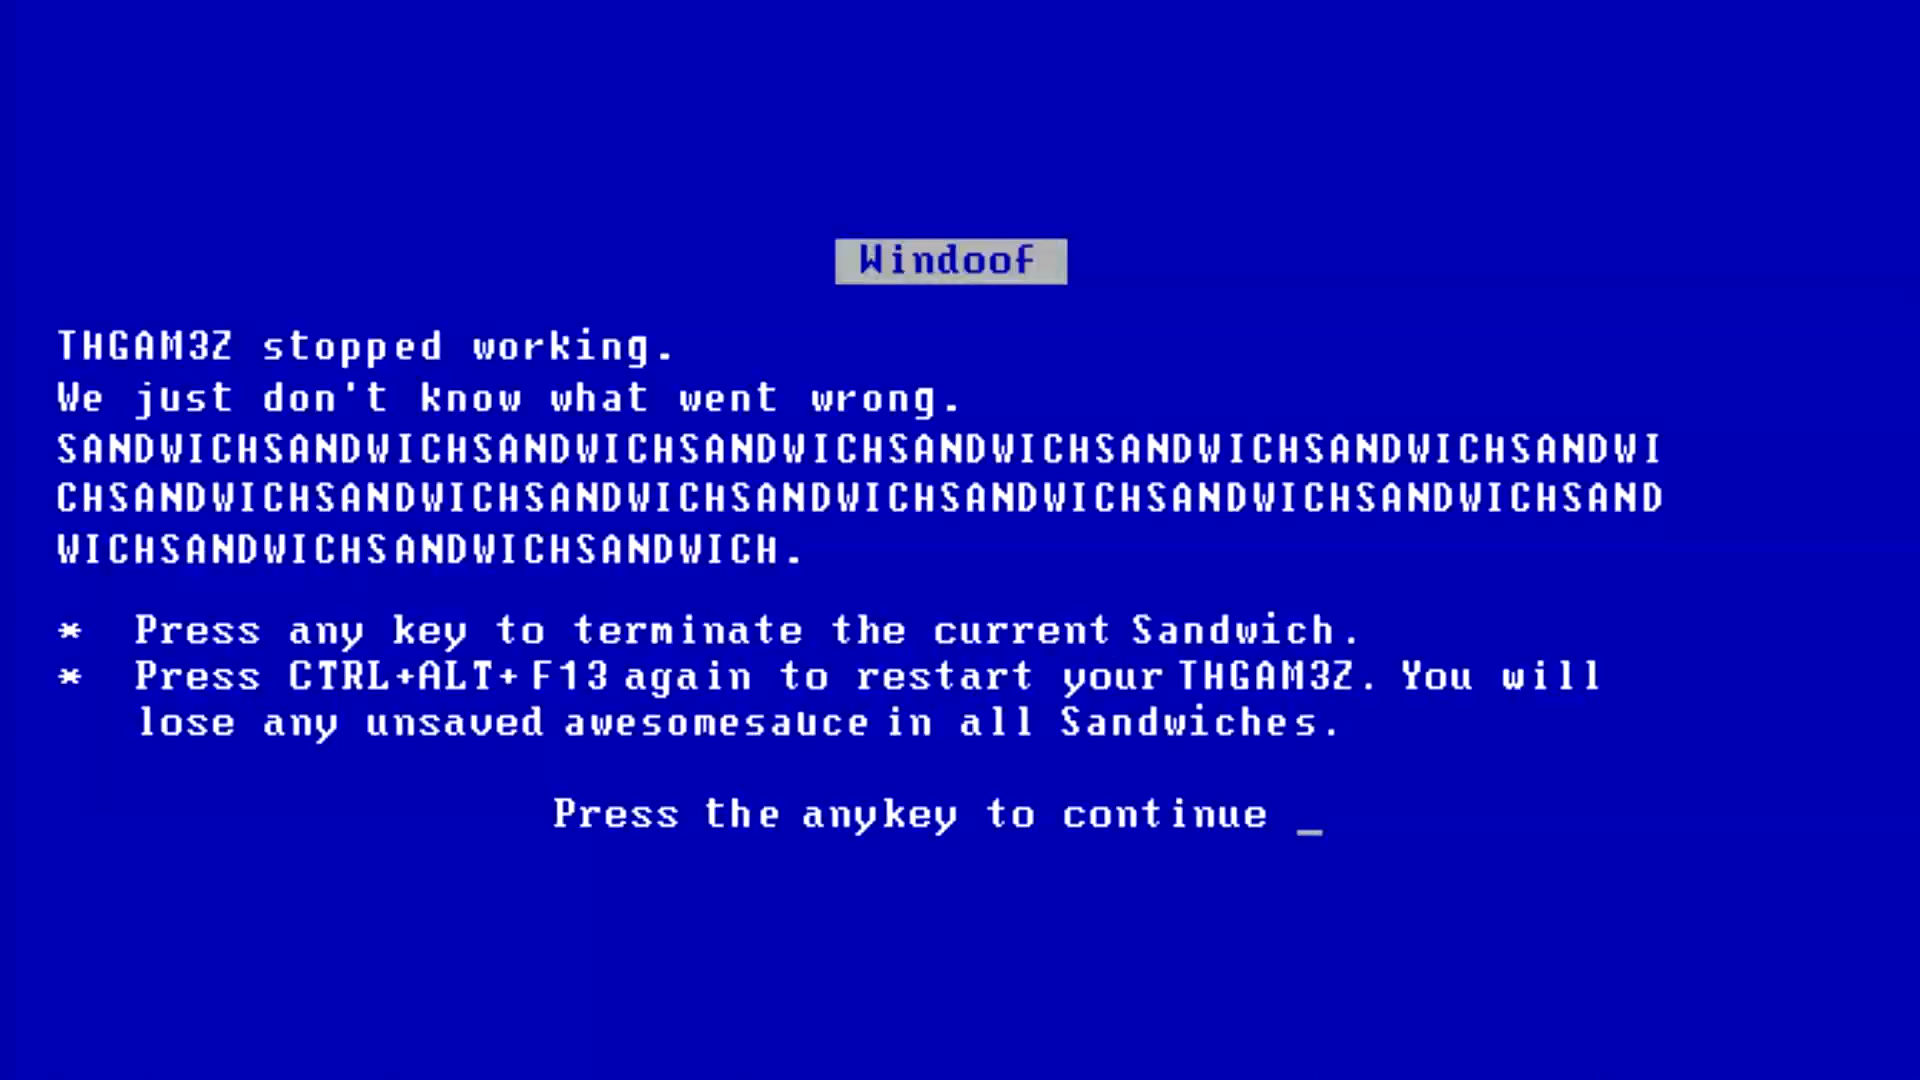 Windoof
THGAM3Z stopped working.
We just don't know what went wrong.
SANDWICHSANDWICHSANDWICHSANDWICHSANDWICHSANDWICHSANDWICHSANDWI
CHSANDWICHSANDWICHSANDWICHSANDWICHSANDWICHSANDWICHSANDWICHSAND
WICHSANDWICHSANDWICHSANDWICH.
* Press any key to terminate the current Sandwich.
* Press CTRL+ALT+F13 again to restart your THGAM3Z. You will
lose any unsaved awesomesauce in all Sandwiches.
Press the anykey to continue _